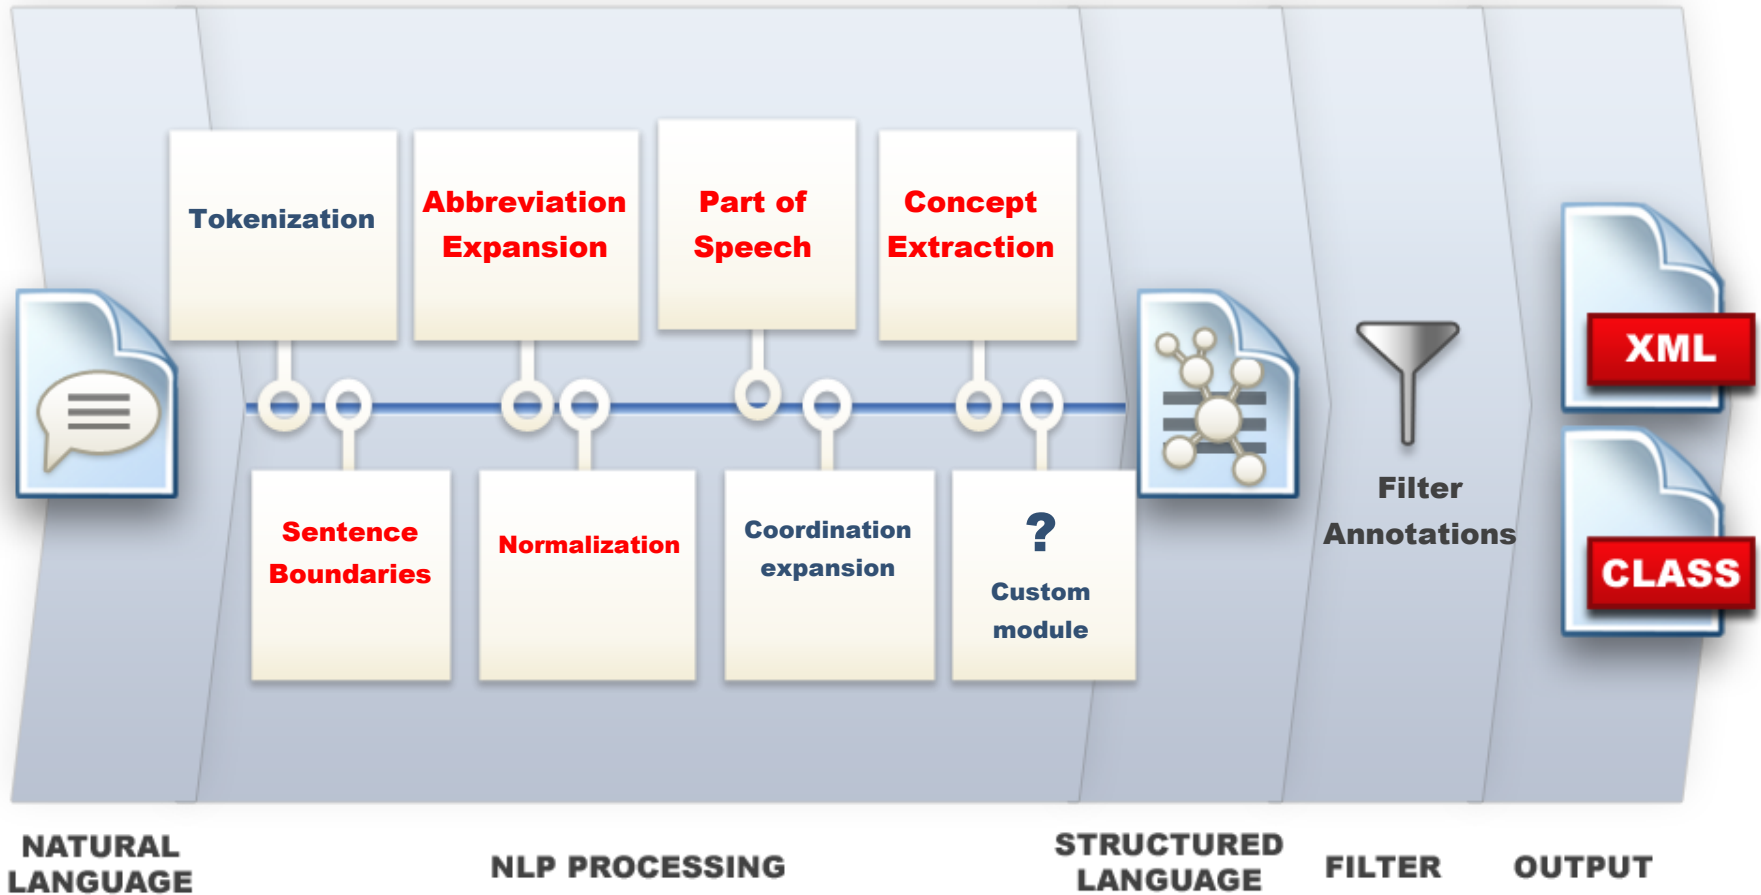 Tokenization
Abbreviation
Expansion
Part of
Speech
Concept
Extraction
Sentence
Boundaries
Normalization
Coordination
expansion
?
Custom
module
Filter
Annotations
XML
CLASS
NATURAL
LANGUAGE
NLP PROCESSING
STRUCTURED
LANGUAGE
FILTER
OUTPUT